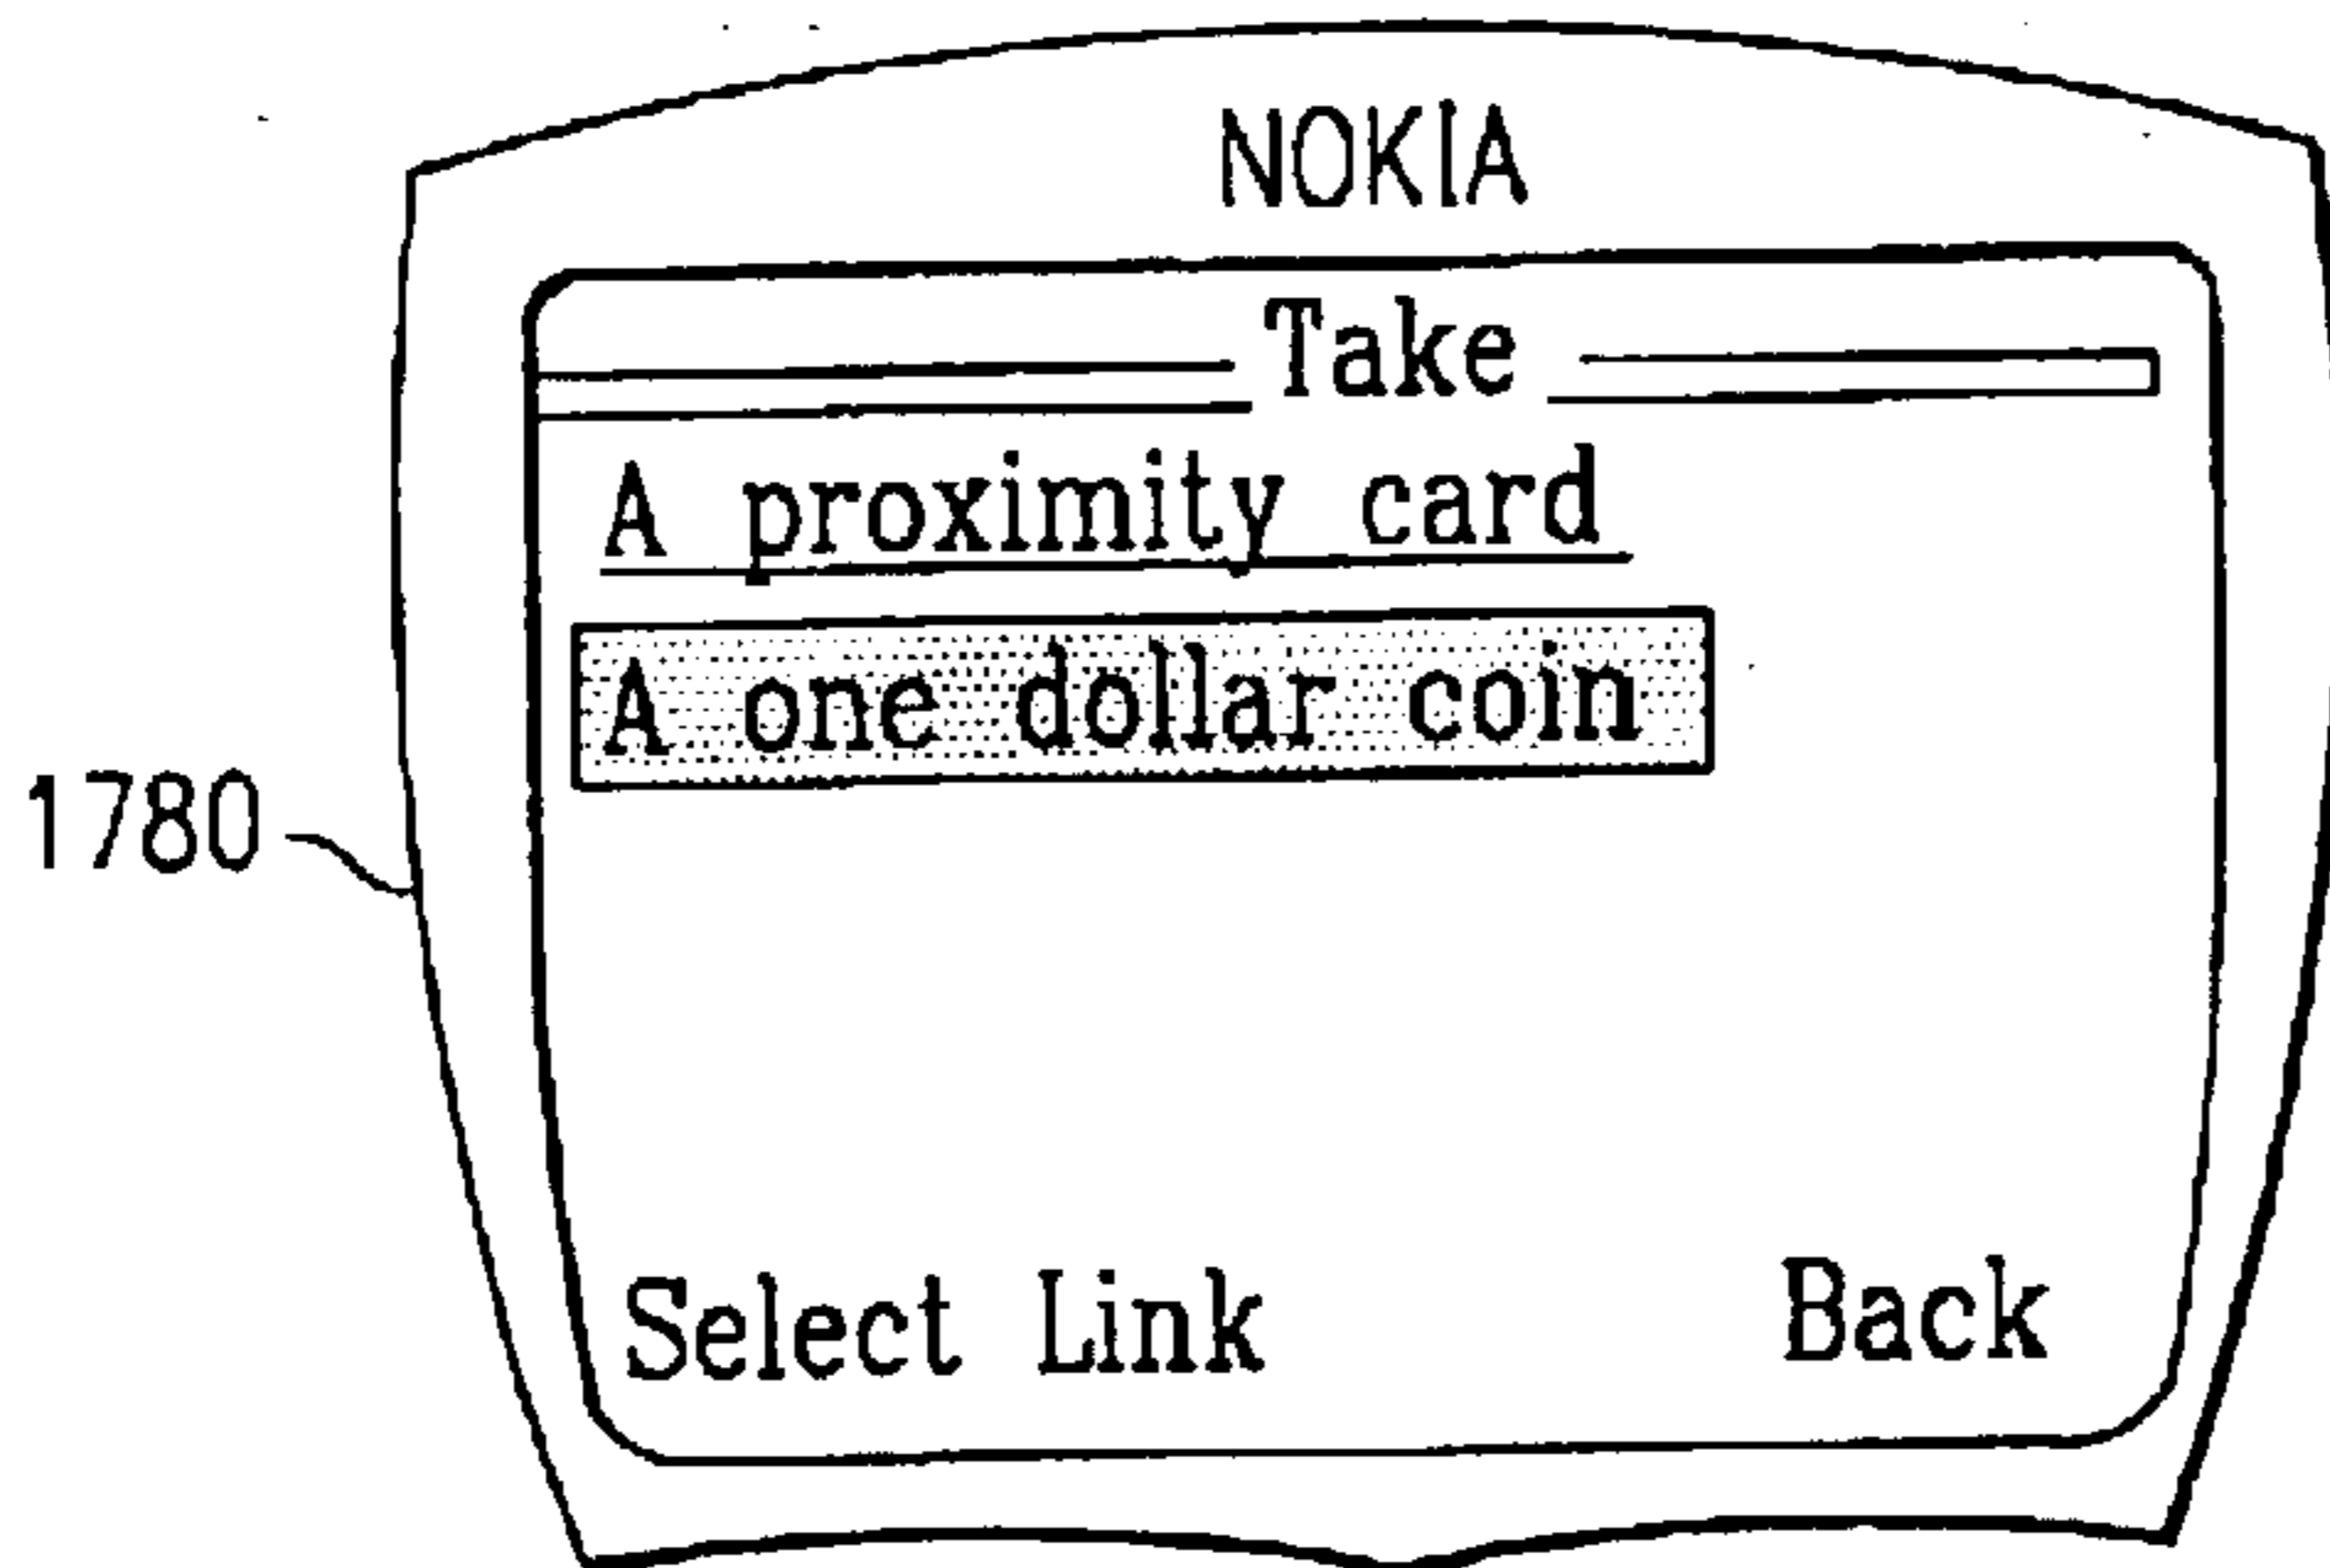 NOKIA
Take
A proximity card
A one dollar coin
1780
Select Link Back